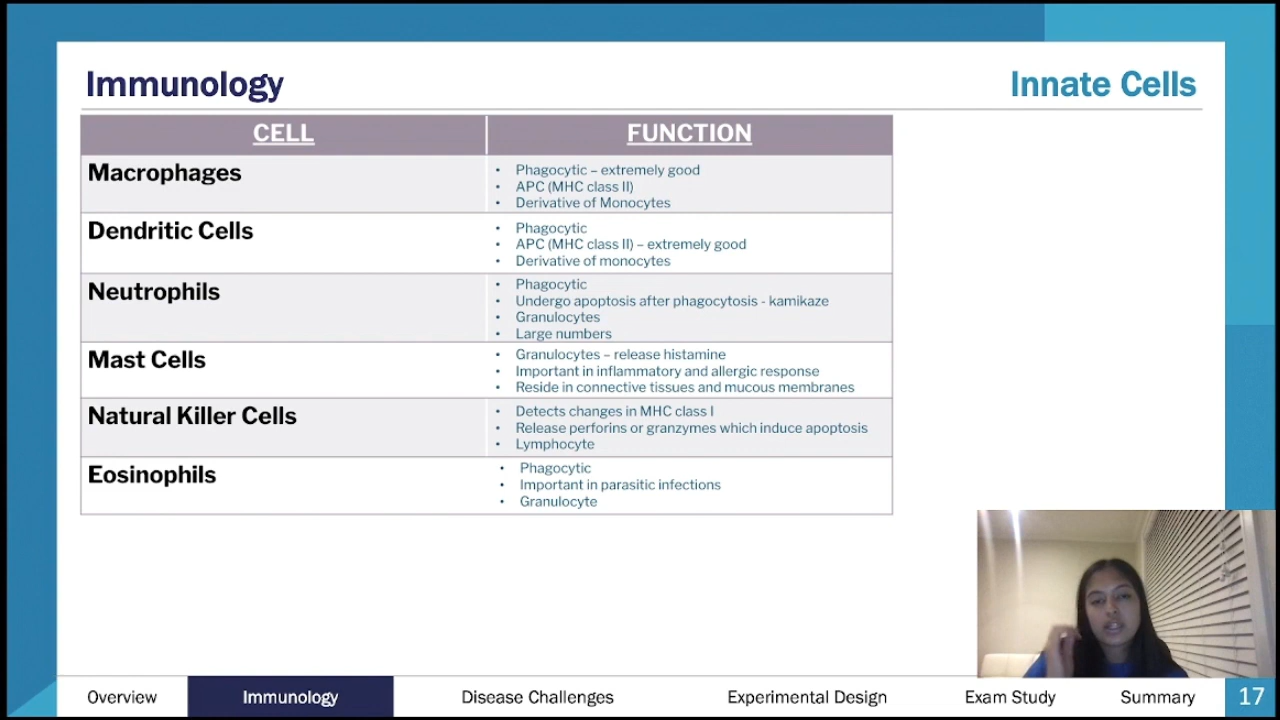 Immunology
Innate Cells
CELL
FUNCTION
Macrophages
• Phagocytic – extremely good
• APC (MHC class II)
• Derivative of Monocytes
Dendritic Cells
• Phagocytic
• APC (MHC class II) – extremely good
• Derivative of monocytes
Neutrophils
• Phagocytic
• Undergo apoptosis after phagocytosis - kamikaze
• Granulocytes
• Large numbers
Mast Cells
• Granulocytes – release histamine
• Important in inflammatory and allergic response
• Reside in connective tissues and mucous membranes
Natural Killer Cells
• Detects changes in MHC class I
• Release perforins or granzymes which induce apoptosis
• Lymphocyte
Eosinophils
• Phagocytic
• Important in parasitic infections
• Granulocyte
Overview
Immunology
Disease Challenges
Experimental Design
Exam Study
Summary
17